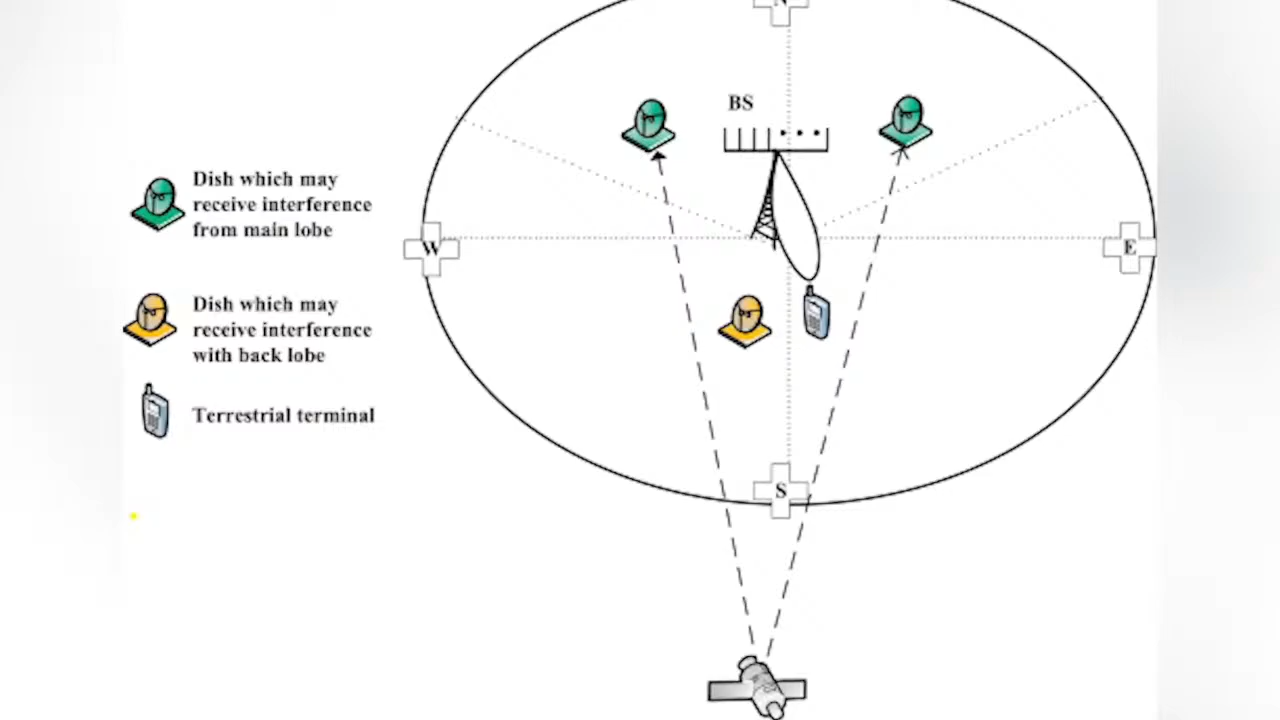 N
BS
Dish which may
receive interference
from main lobe
W
E
Dish which may
receive interference
with back lobe
Terrestrial terminal
S